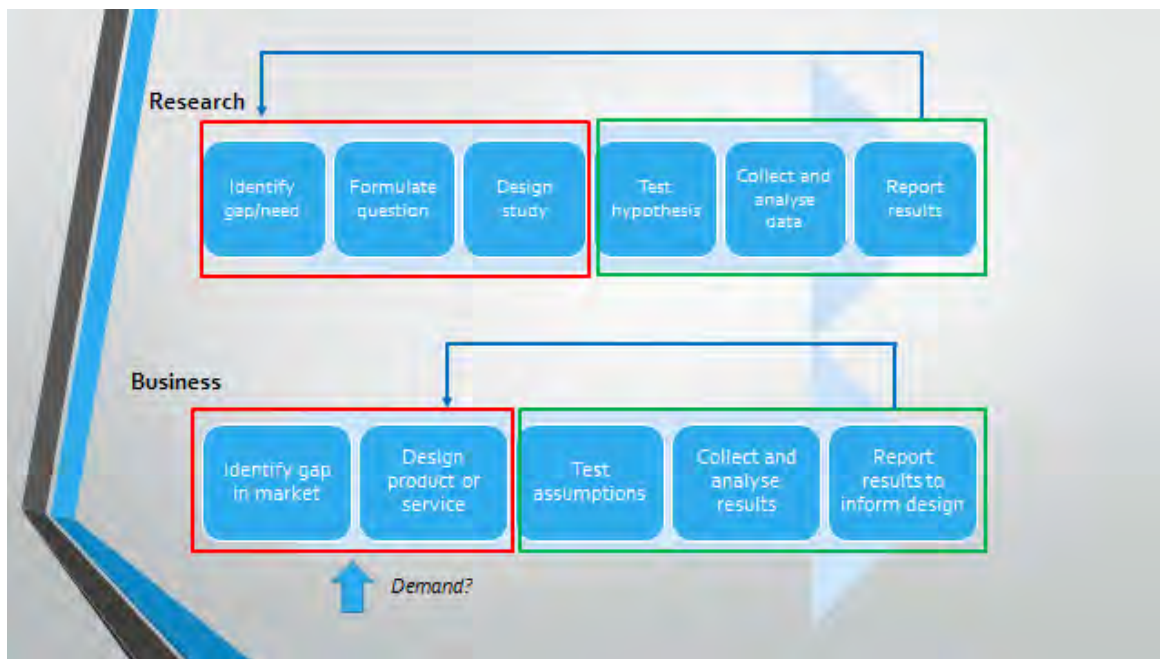 Research
Identify
gap/need
Formulate
question
Design
study
Test
hypothesis
Collect and
analyse
data
Report
results
Business
Identify gap
in market
Design
product or
service
Test
assumptions
Collect and
analyse
results
Report
results to
inform design
Demand?